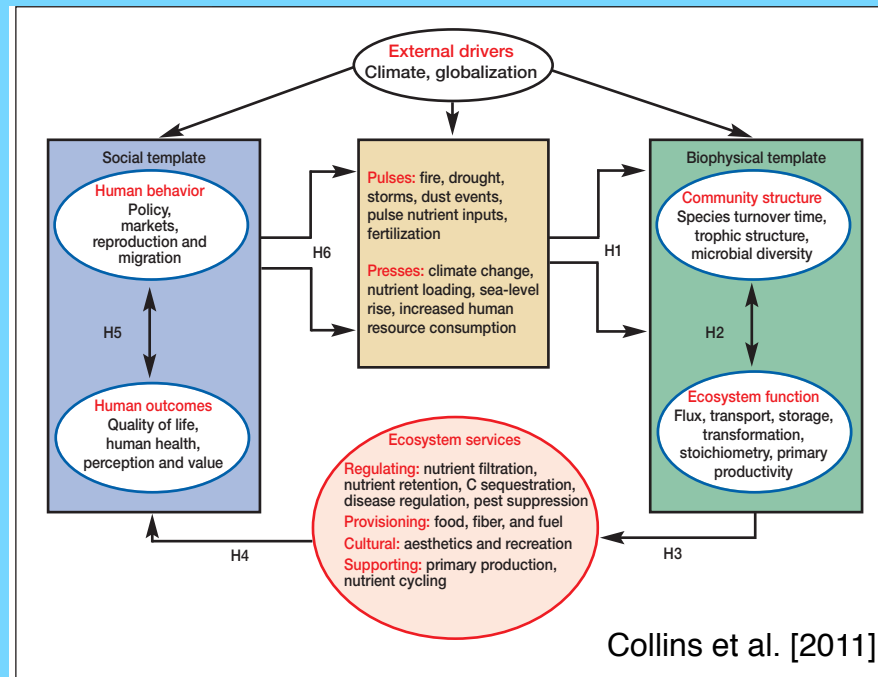 External drivers
Climate, globalization
Social template
Human behavior
Policy,
markets,
reproduction and
migration
H5
Human outcomes
Quality of life,
human health,
perception and value
H6
Pulses: fire, drought,
storms, dust events,
pulse nutrient inputs,
fertilization
Presses: climate change,
nutrient loading, sea-level
rise, increased human
resource consumption
H1
Biophysical template
Community structure
Species turnover time,
trophic structure,
microbial diversity
H2
Ecosystem function
Flux, transport, storage,
transformation,
stoichiometry, primary
productivity
Ecosystem services
Regulating: nutrient filtration,
nutrient retention, C sequestration,
disease regulation, pest suppression
Provisioning: food, fiber, and fuel
Cultural: aesthetics and recreation
Supporting: primary production,
nutrient cycling
H4
H3
Collins et al. [2011]